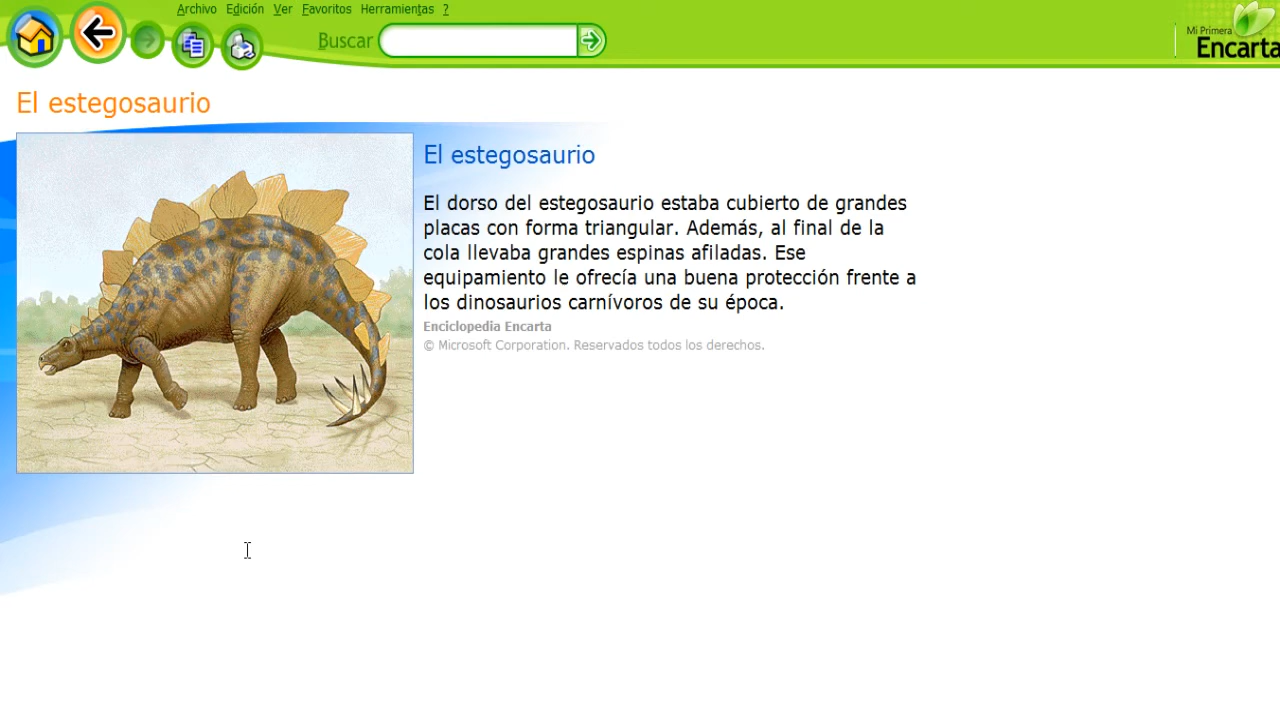 Archivo Edición Ver Favoritos Herramientas ?
Buscar
Mi Primera
Encarta
El estegosaurio
El estegosaurio
El dorso del estegosaurio estaba cubierto de grandes
placas con forma triangular. Además, al final de la
cola llevaba grandes espinas afiladas. Ese
equipamiento le ofrecía una buena protección frente a
los dinosaurios carnívoros de su época.
Enciclopedia Encarta
© Microsoft Corporation. Reservados todos los derechos.